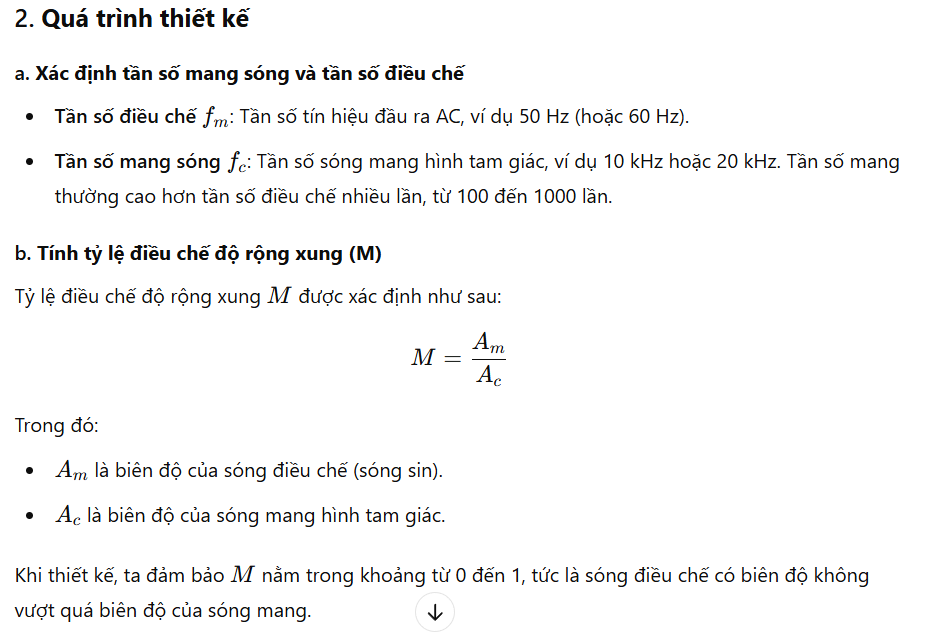 2. Quá trình thiết kế
a. Xác định tần số mang sóng và tần số điều chế
• Tần số điều chế fm: Tần số tín hiệu đầu ra AC, ví dụ 50 Hz (hoặc 60 Hz).
• Tần số mang sóng fc: Tần số sóng mang hình tam giác, ví dụ 10 kHz hoặc 20 kHz. Tần số mang
thường cao hơn tần số điều chế nhiều lần, từ 100 đến 1000 lần.
b. Tính tỷ lệ điều chế độ rộng xung (M)
Tỷ lệ điều chế độ rộng xung M được xác định như sau:
M = Am / Ac
Trong đó:
• Am là biên độ của sóng điều chế (sóng sin).
• Ac là biên độ của sóng mang hình tam giác.
Khi thiết kế, ta đảm bảo M nằm trong khoảng từ 0 đến 1, tức là sóng điều chế có biên độ không
vượt quá biên độ của sóng mang.